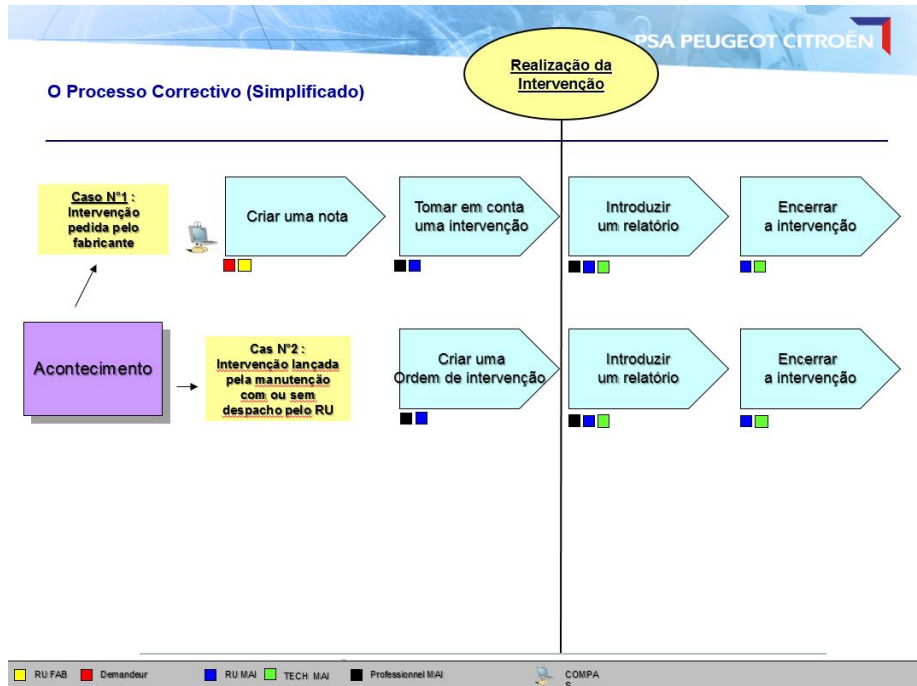 PSA PEUGEOT CITROËN
Realização da
Intervenção
O Processo Correctivo (Simplificado)
Caso N°1 :
Intervenção
pedida pelo
fabricante
Criar uma nota
Tomar em conta
uma intervenção
Introduzir
um relatório
Encerrar
a intervenção
Acontecimento
Cas N°2 :
Intervenção lançada
pela manutenção
com ou sem
despacho pelo RU
Criar uma
Ordem de intervenção
Introduzir
um relatório
Encerrar
a intervenção
RU FAB
Demandeur
RU MAI
TECH MAI
Professionnel MAI
COMPA
S